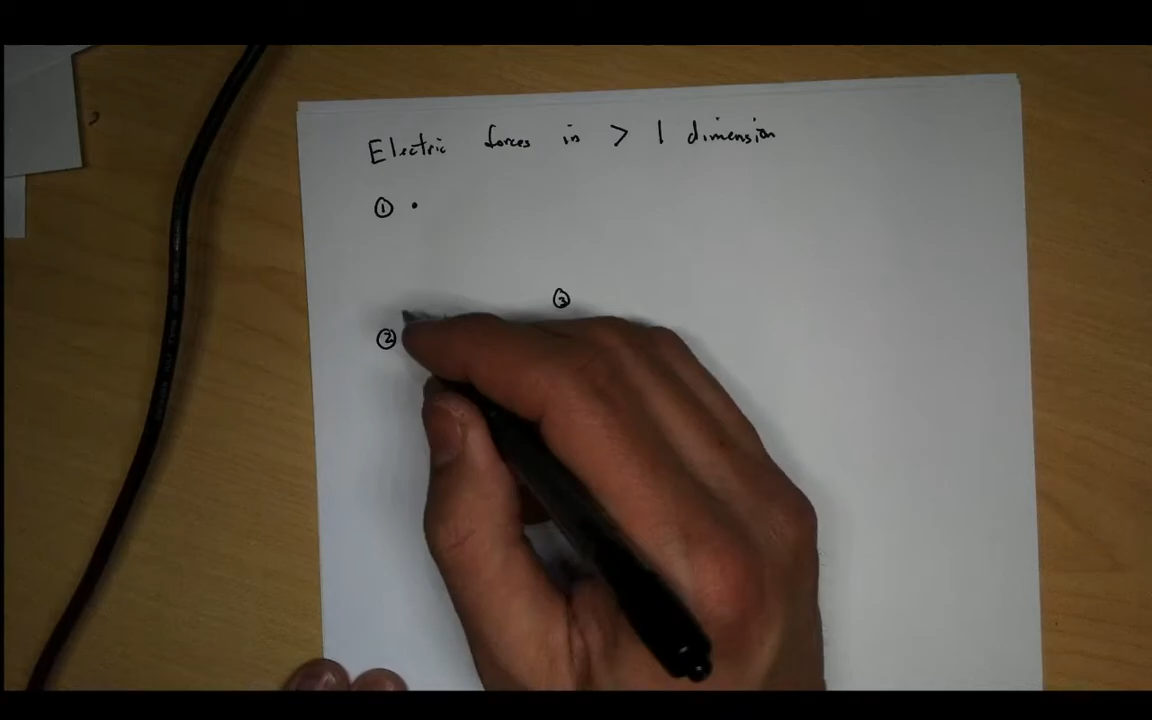 Electric forces in > 1 dimension
① •
③
②